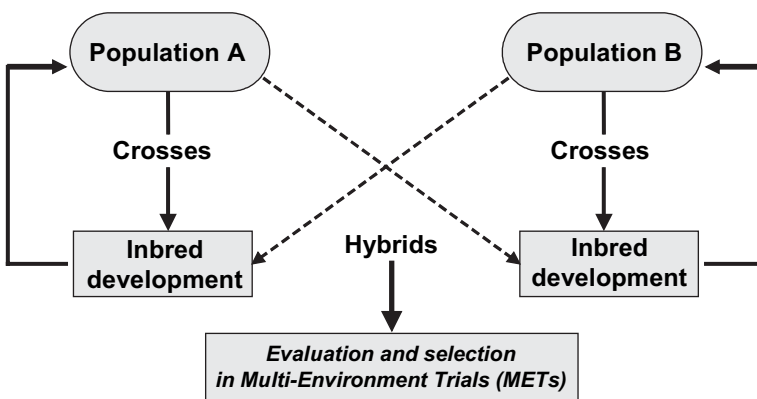 Population A
Population B
Crosses
Crosses
Inbred
development
Hybrids
Inbred
development
Evaluation and selection
in Multi-Environment Trials (METs)